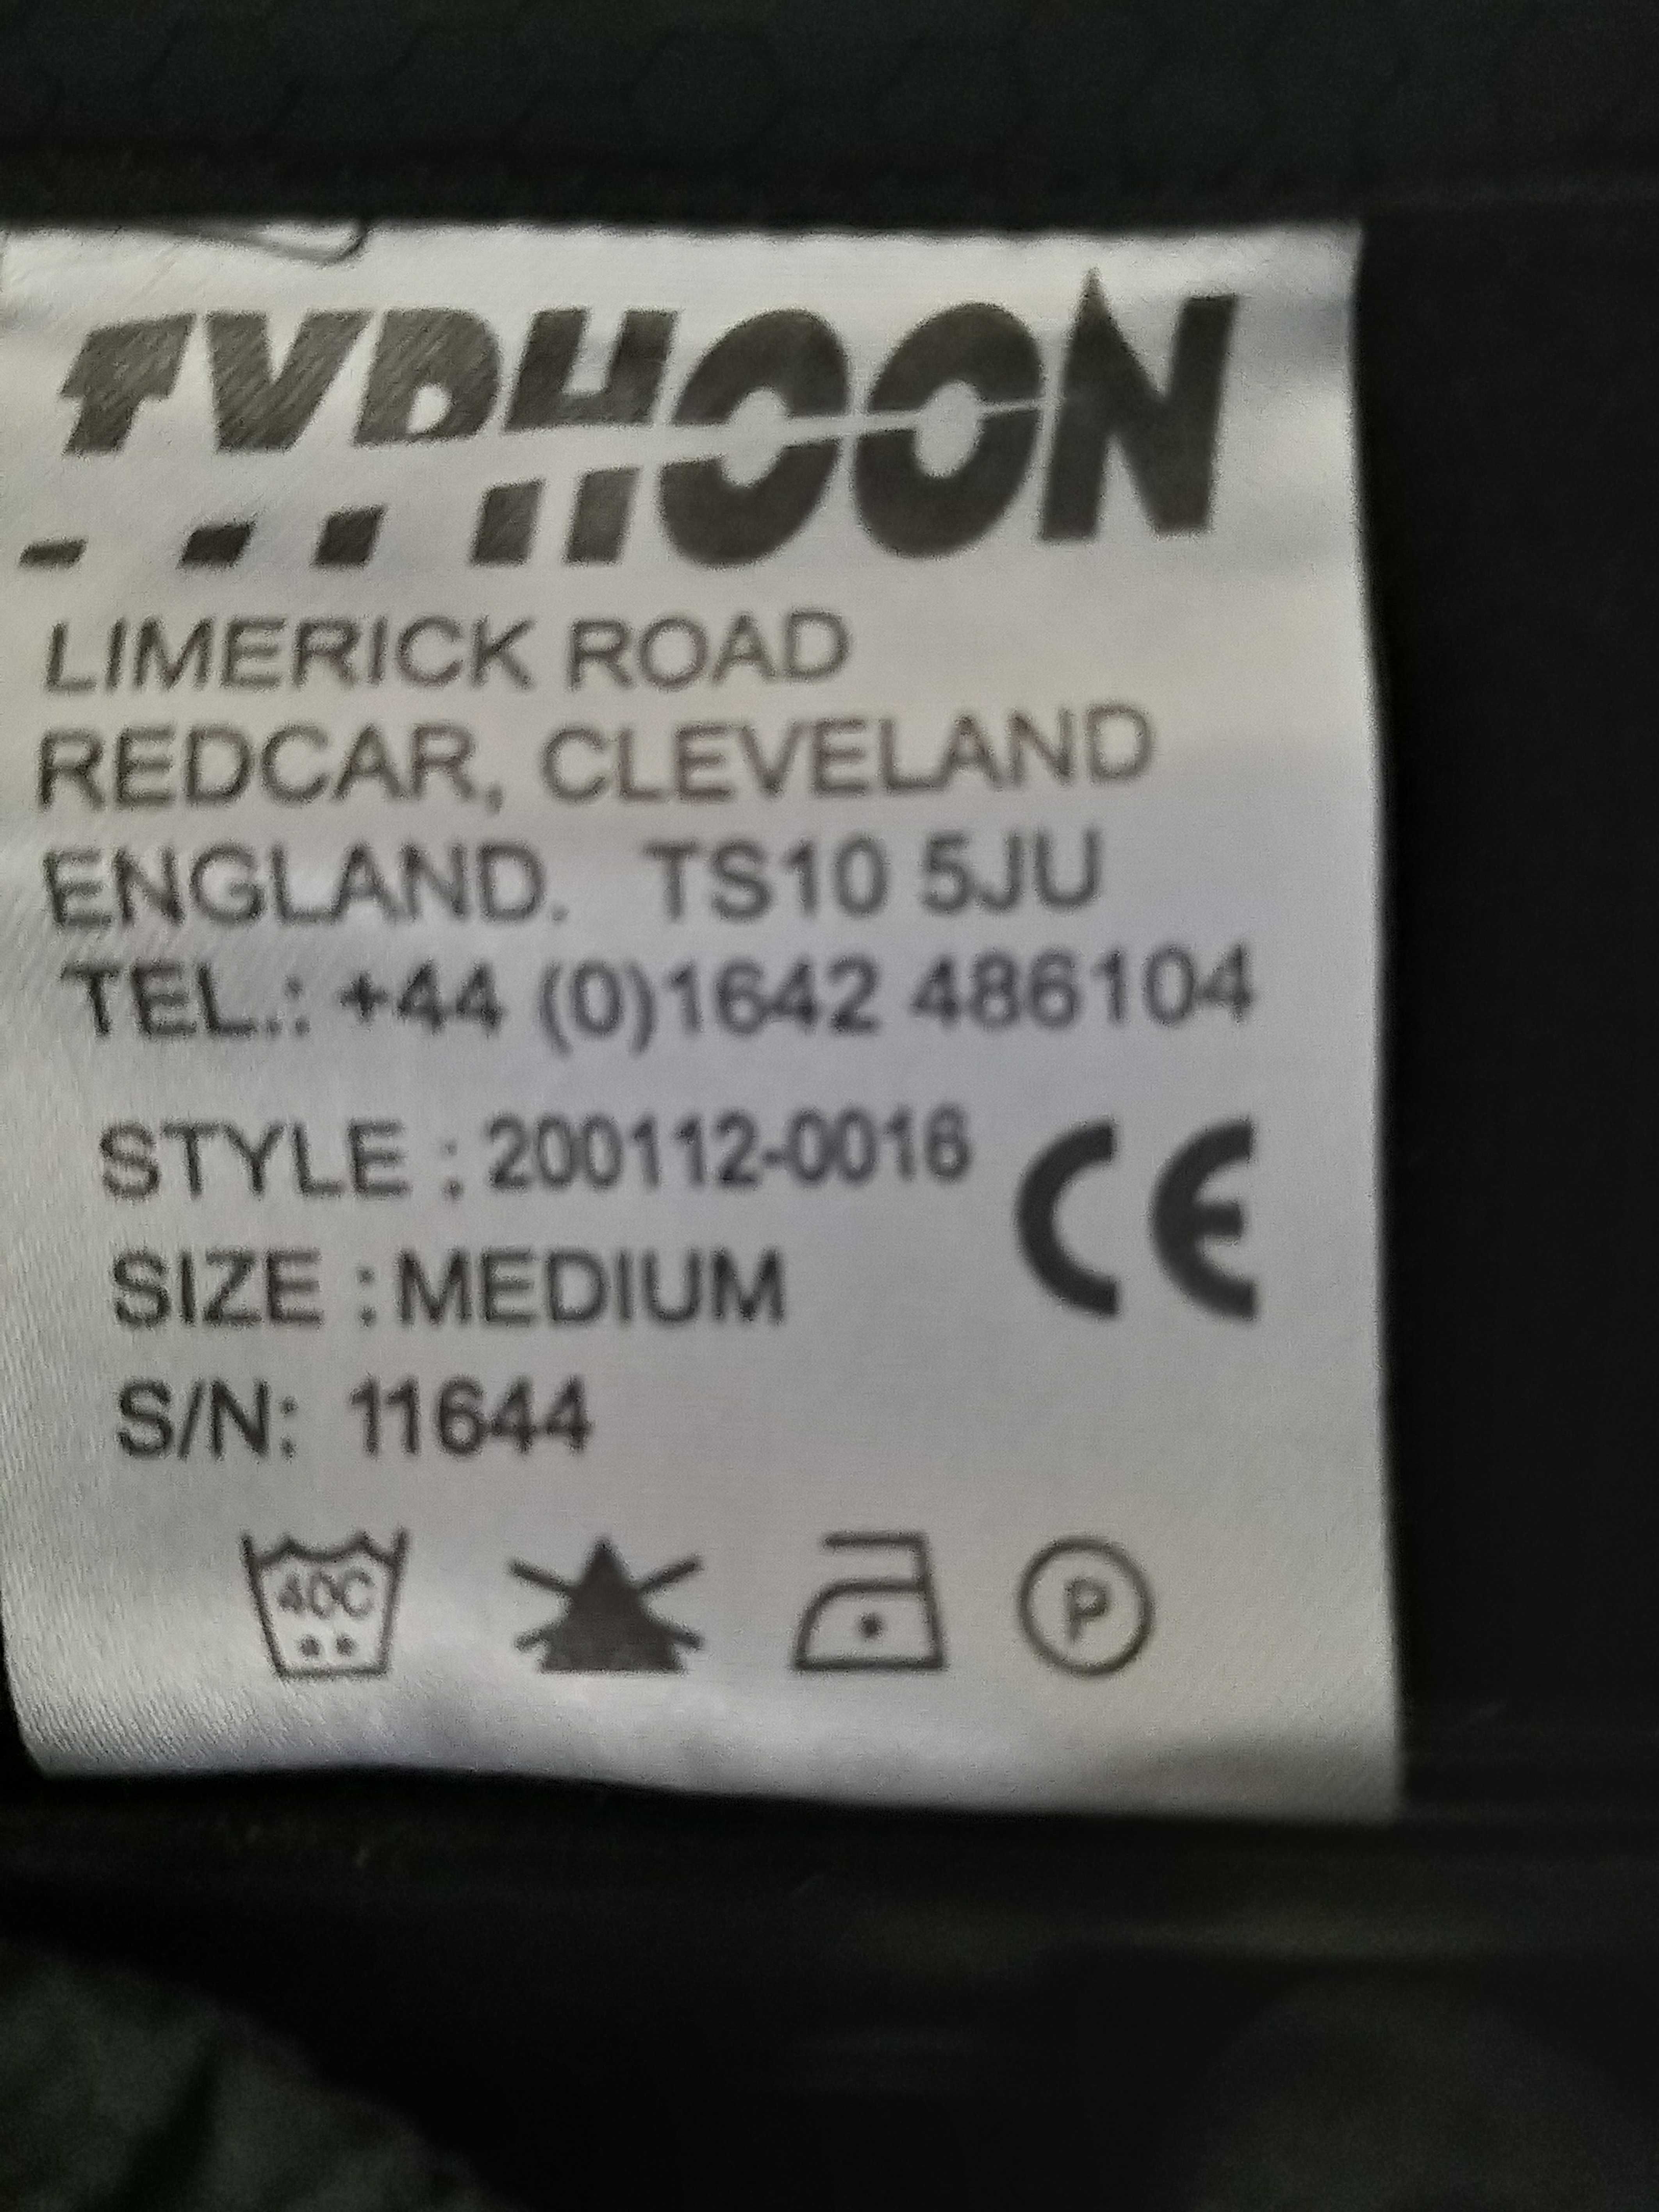 TYPHOON
LIMERICK ROAD
REDCAR, CLEVELAND
ENGLAND. TS10 5JU
TEL.: +44 (0)1642 486104
STYLE : 200112-0016
SIZE : MEDIUM
S/N: 11644
CE
40C
P